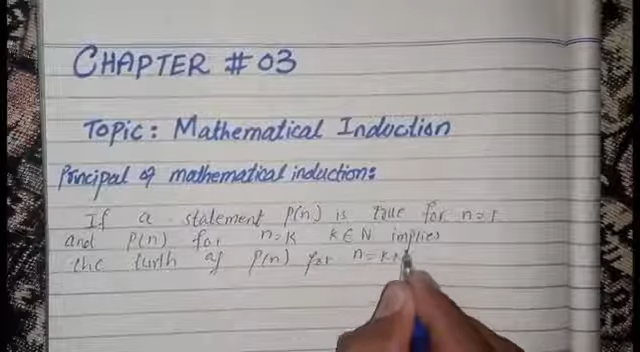 CHAPTER # 03
Topic: Mathematical Induction
Principal of mathematical induction:
If a statement P(n) is true for n=1
and P(n) for n=k k∈N implies
the turth of P(n) for n=k+